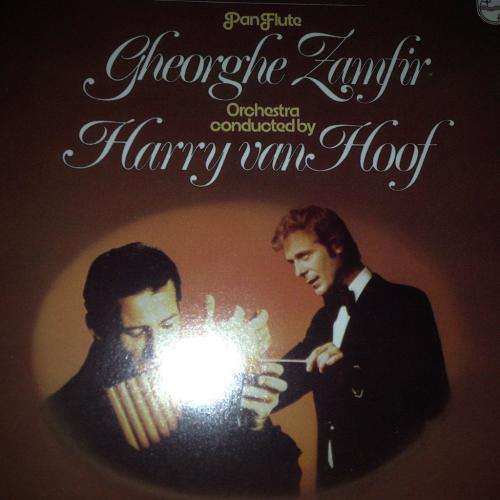 Pan Flute
Gheorghe Zamfir
Orchestra
conducted by
Harry van Hoof